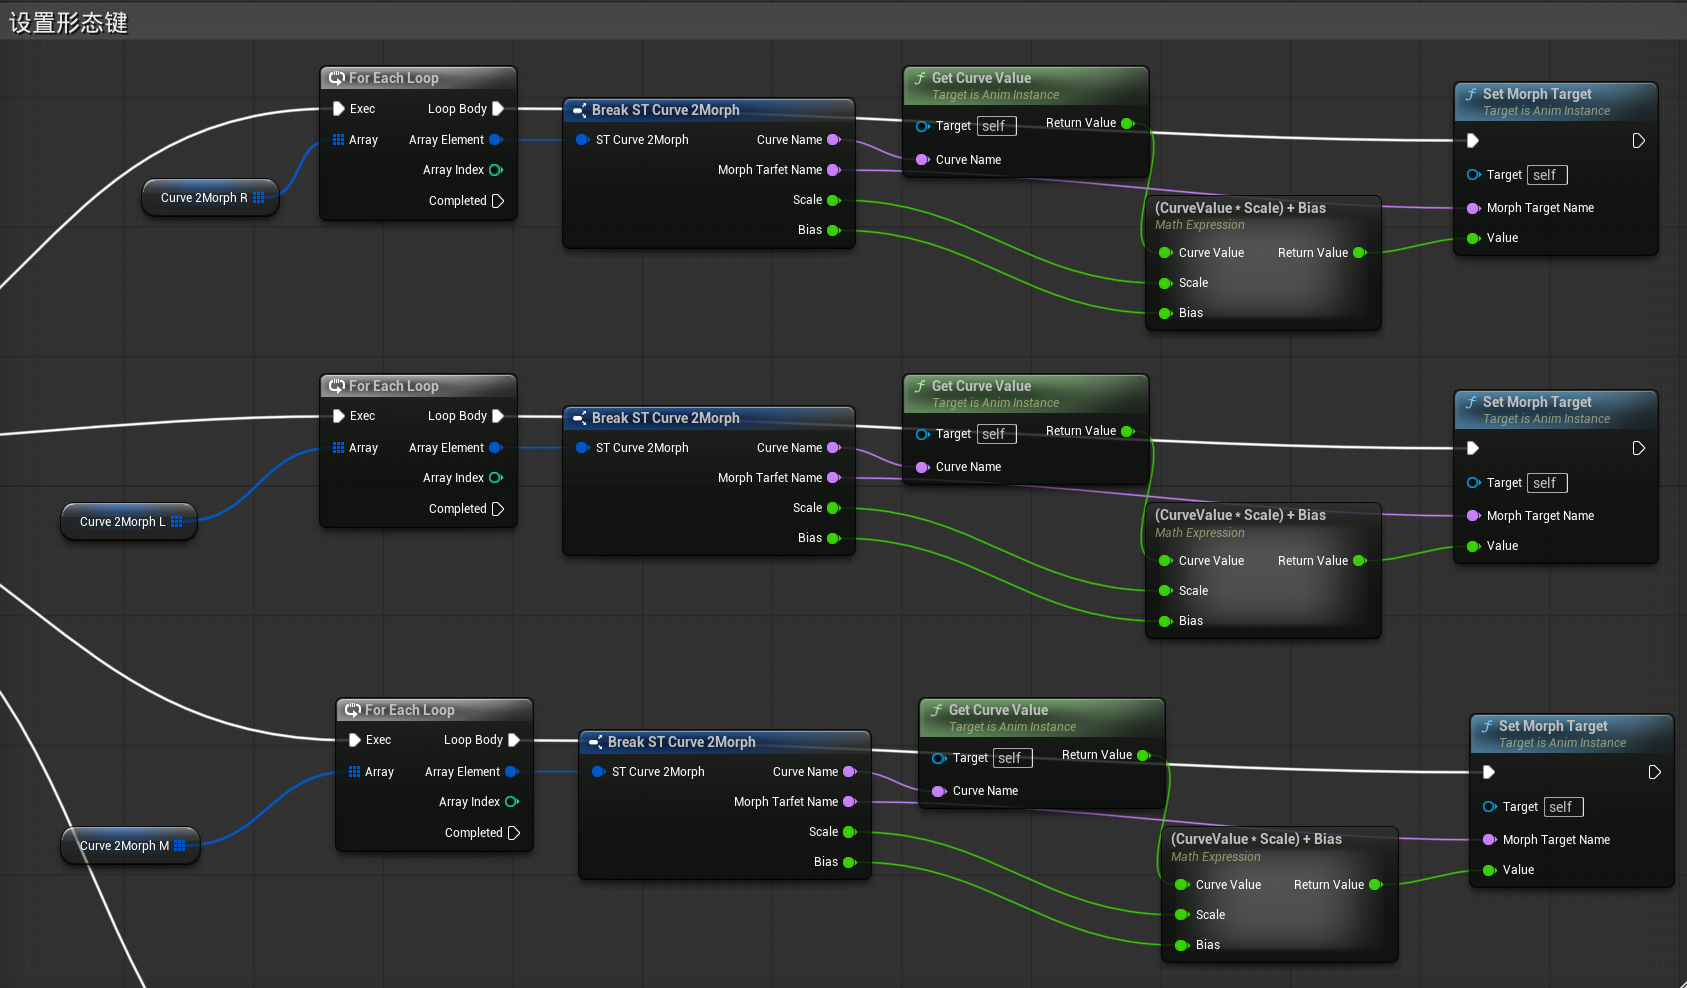 设置形态键
For Each Loop
Exec
Loop Body
Array
Array Element
Array Index
Completed
Curve 2Morph R
Break ST Curve 2Morph
ST Curve 2Morph
Curve Name
Morph Tarfet Name
Scale
Bias
Get Curve Value
Target is Anim Instance
Target self
Return Value
Curve Name
(CurveValue * Scale) + Bias
Math Expression
Curve Value
Return Value
Scale
Bias
Set Morph Target
Target is Anim Instance
Target self
Morph Target Name
Value
For Each Loop
Exec
Loop Body
Array
Array Element
Array Index
Completed
Curve 2Morph L
Break ST Curve 2Morph
ST Curve 2Morph
Curve Name
Morph Tarfet Name
Scale
Bias
Get Curve Value
Target is Anim Instance
Target self
Return Value
Curve Name
(CurveValue * Scale) + Bias
Math Expression
Curve Value
Return Value
Scale
Bias
Set Morph Target
Target is Anim Instance
Target self
Morph Target Name
Value
For Each Loop
Exec
Loop Body
Array
Array Element
Array Index
Completed
Curve 2Morph M
Break ST Curve 2Morph
ST Curve 2Morph
Curve Name
Morph Tarfet Name
Scale
Bias
Get Curve Value
Target is Anim Instance
Target self
Return Value
Curve Name
(CurveValue * Scale) + Bias
Math Expression
Curve Value
Return Value
Scale
Bias
Set Morph Target
Target is Anim Instance
Target self
Morph Target Name
Value